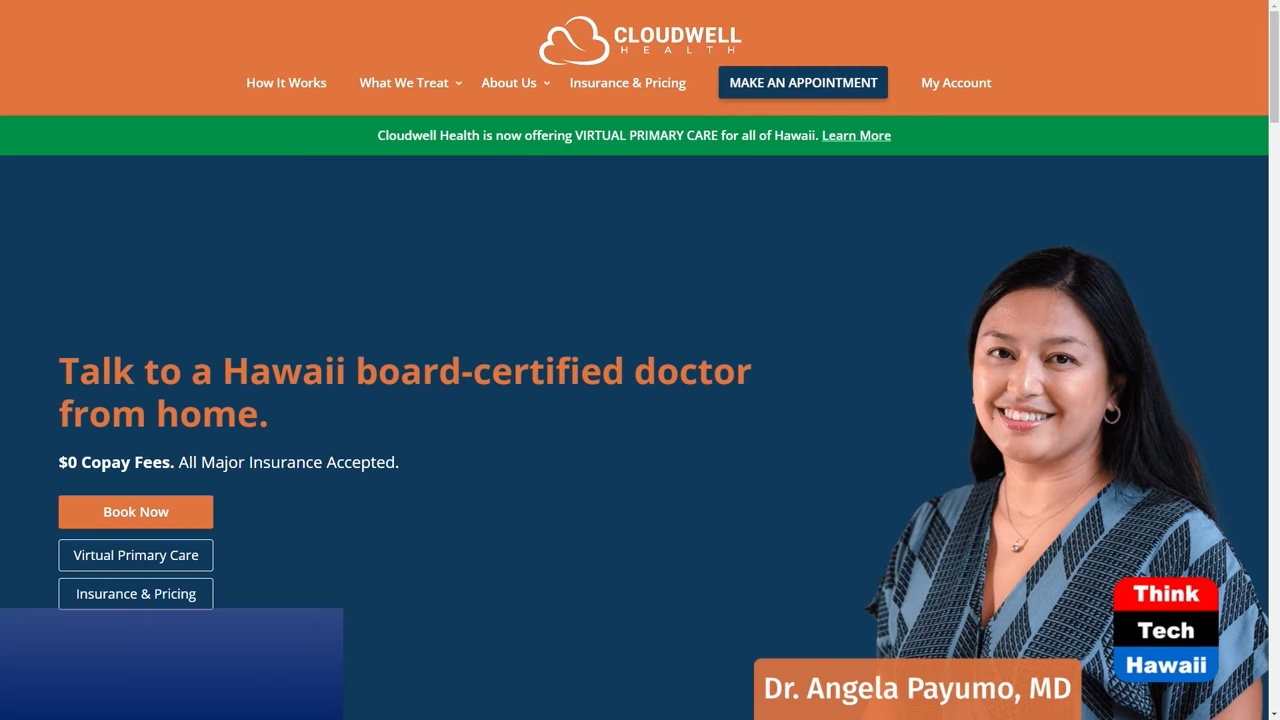 CLOUDWELL
HEALTH
How It Works
What We Treat
About Us
Insurance & Pricing
MAKE AN APPOINTMENT
My Account
Cloudwell Health is now offering VIRTUAL PRIMARY CARE for all of Hawaii. Learn More
Talk to a Hawaii board-certified doctor
from home.
$0 Copay Fees. All Major Insurance Accepted.
Book Now
Virtual Primary Care
Insurance & Pricing
Think
Tech
Hawaii
Dr. Angela Payumo, MD